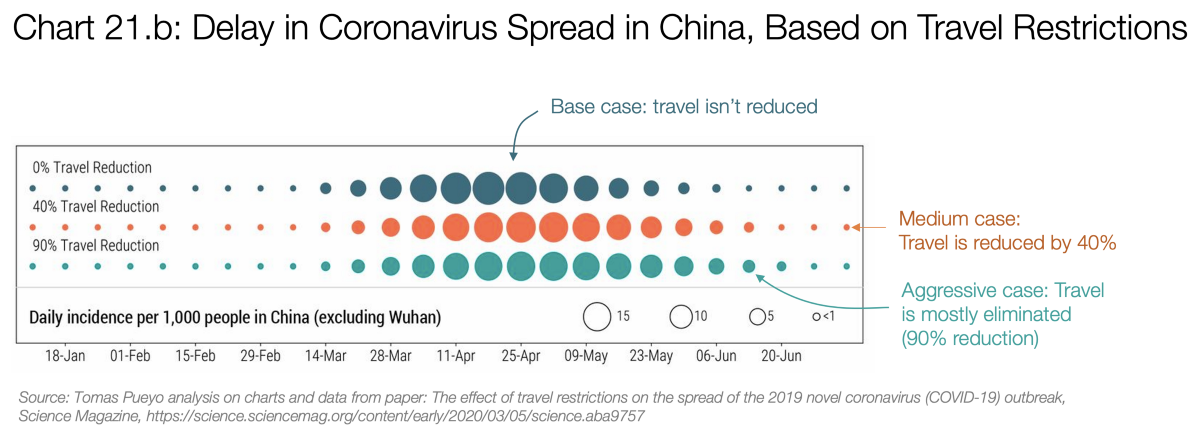 Chart 21.b: Delay in Coronavirus Spread in China, Based on Travel Restrictions
Base case: travel isn't reduced
0% Travel Reduction
40% Travel Reduction
90% Travel Reduction
Medium case:
Travel is reduced by 40%
Aggressive case: Travel
is mostly eliminated
(90% reduction)
Daily incidence per 1,000 people in China (excluding Wuhan)
15
10
5
<1
18-Jan 01-Feb 15-Feb 29-Feb 14-Mar 28-Mar 11-Apr 25-Apr 09-May 23-May 06-Jun 20-Jun
Source: Tomas Pueyo analysis on charts and data from paper: The effect of travel restrictions on the spread of the 2019 novel coronavirus (COVID-19) outbreak,
Science Magazine, https://science.sciencemag.org/content/early/2020/03/05/science.aba9757